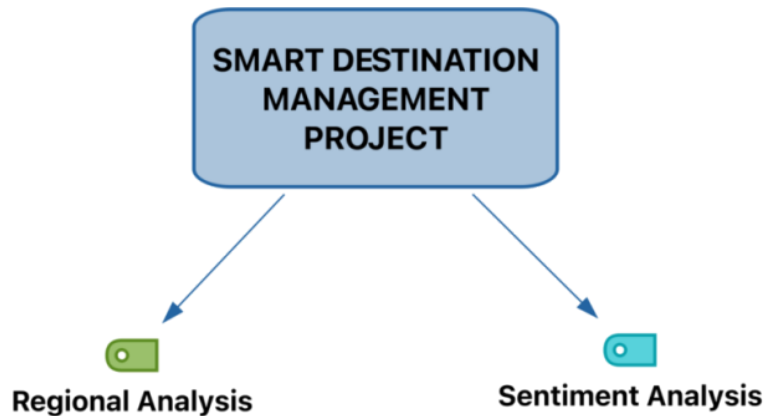 SMART DESTINATION
MANAGEMENT
PROJECT
Regional Analysis
Sentiment Analysis